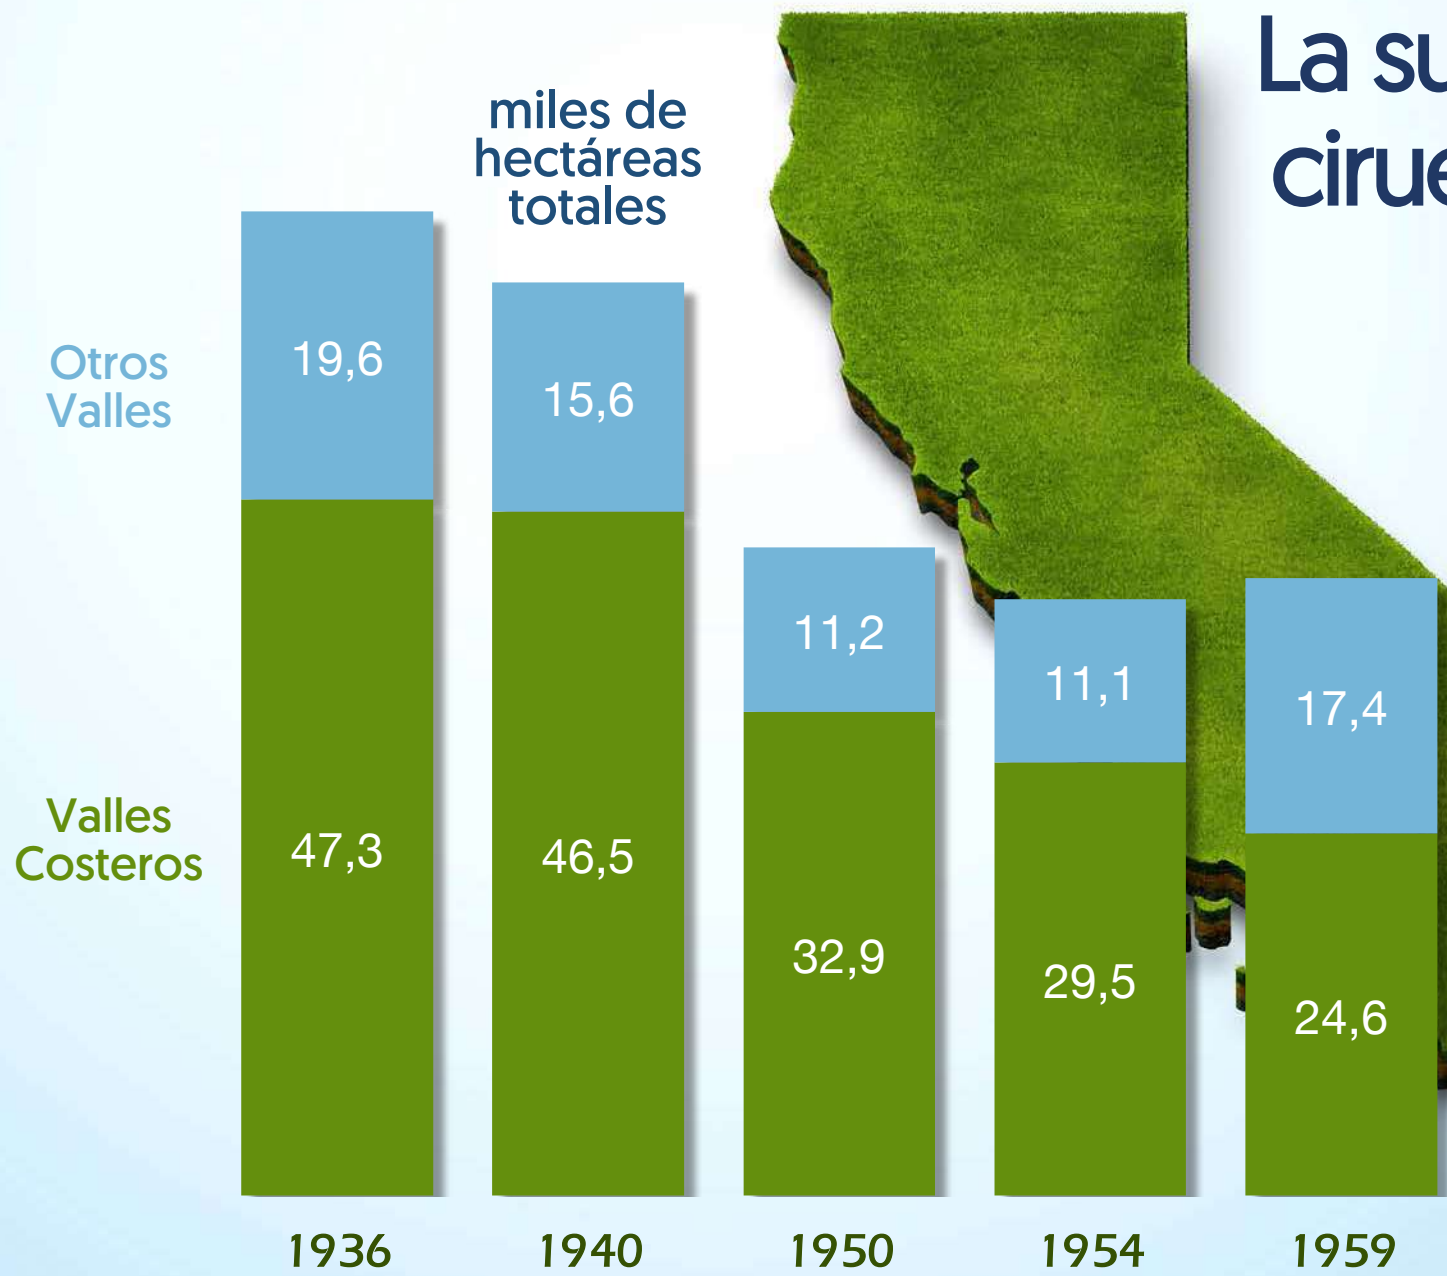 La su
cirue
miles de
hectáreas
totales
Otros
Valles
19,6
15,6
11,2
11,1
17,4
Valles
Costeros
47,3
46,5
32,9
29,5
24,6
1936
1940
1950
1954
1959